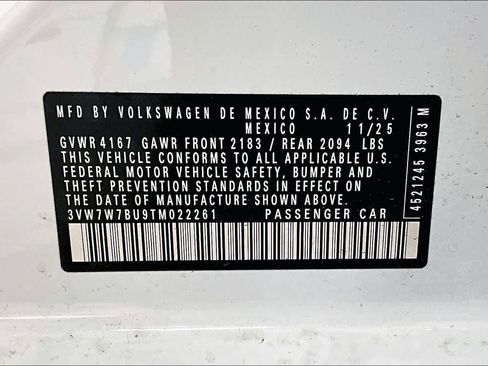 MFD BY VOLKSWAGEN DE MEXICO S.A. DE C.V.
MEXICO 11/25
GVWR 4167 GAWR FRONT 2183 / REAR 2094 LBS
THIS VEHICLE CONFORMS TO ALL APPLICABLE U.S.
FEDERAL MOTOR VEHICLE SAFETY, BUMPER AND
THEFT PREVENTION STANDARDS IN EFFECT ON
THE DATE OF MANUFACTURE SHOWN ABOVE
3VW7W7BU9TM022261 PASSENGER CAR
4521245 3963 M